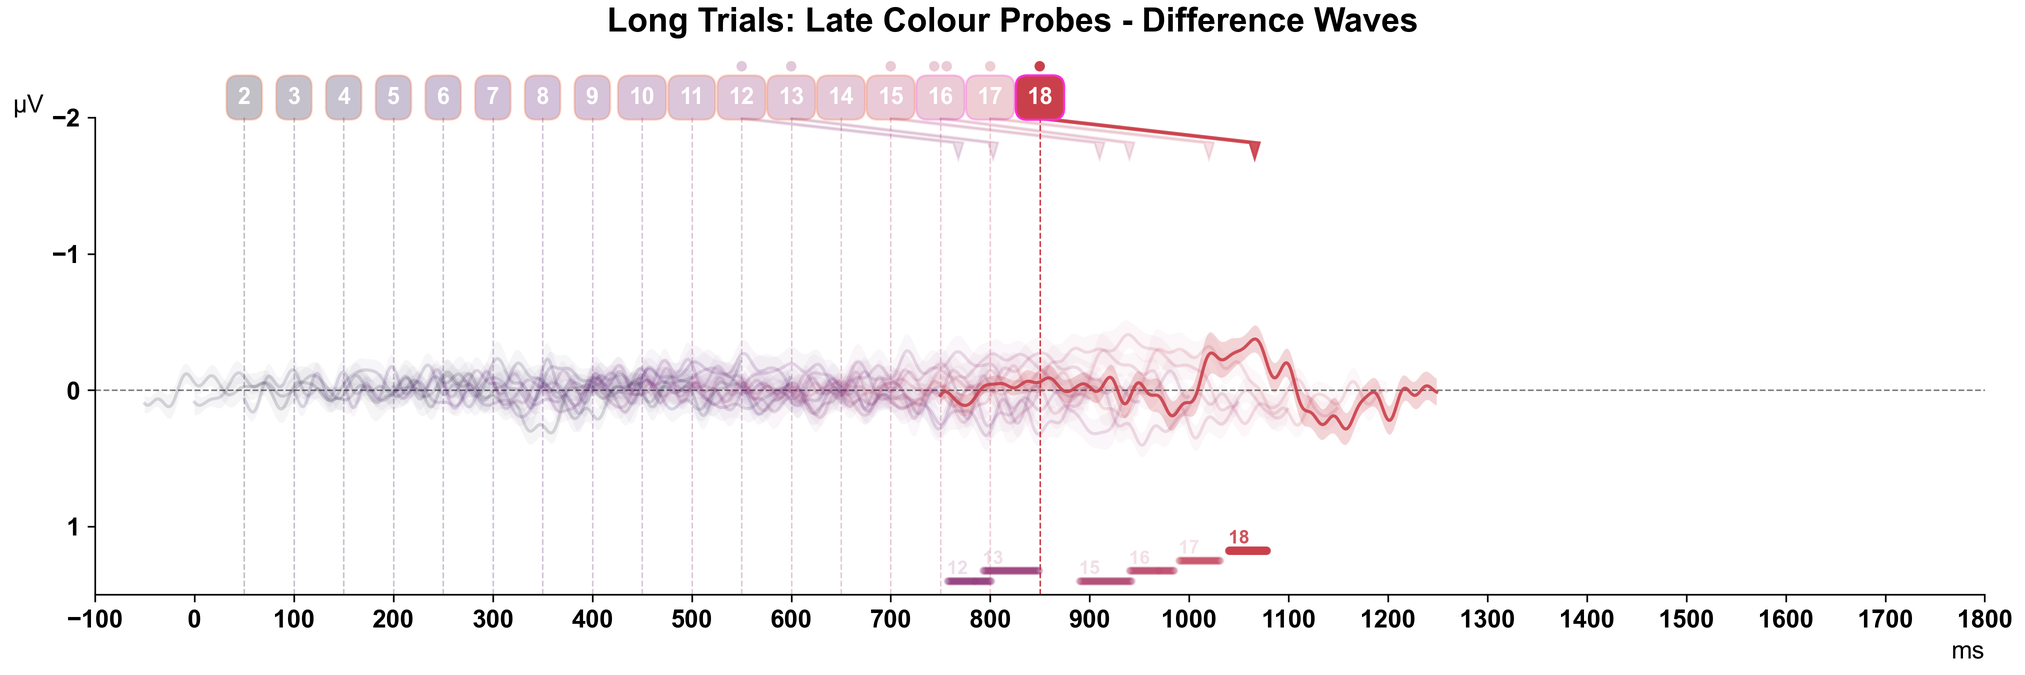 Long Trials: Late Colour Probes - Difference Waves
2 3 4 5 6 7 8 9 10 11 12 13 14 15 16 17 18
µV
−2
−1
0
1
18
17
13 16
12 15
−100 0 100 200 300 400 500 600 700 800 900 1000 1100 1200 1300 1400 1500 1600 1700 1800
ms